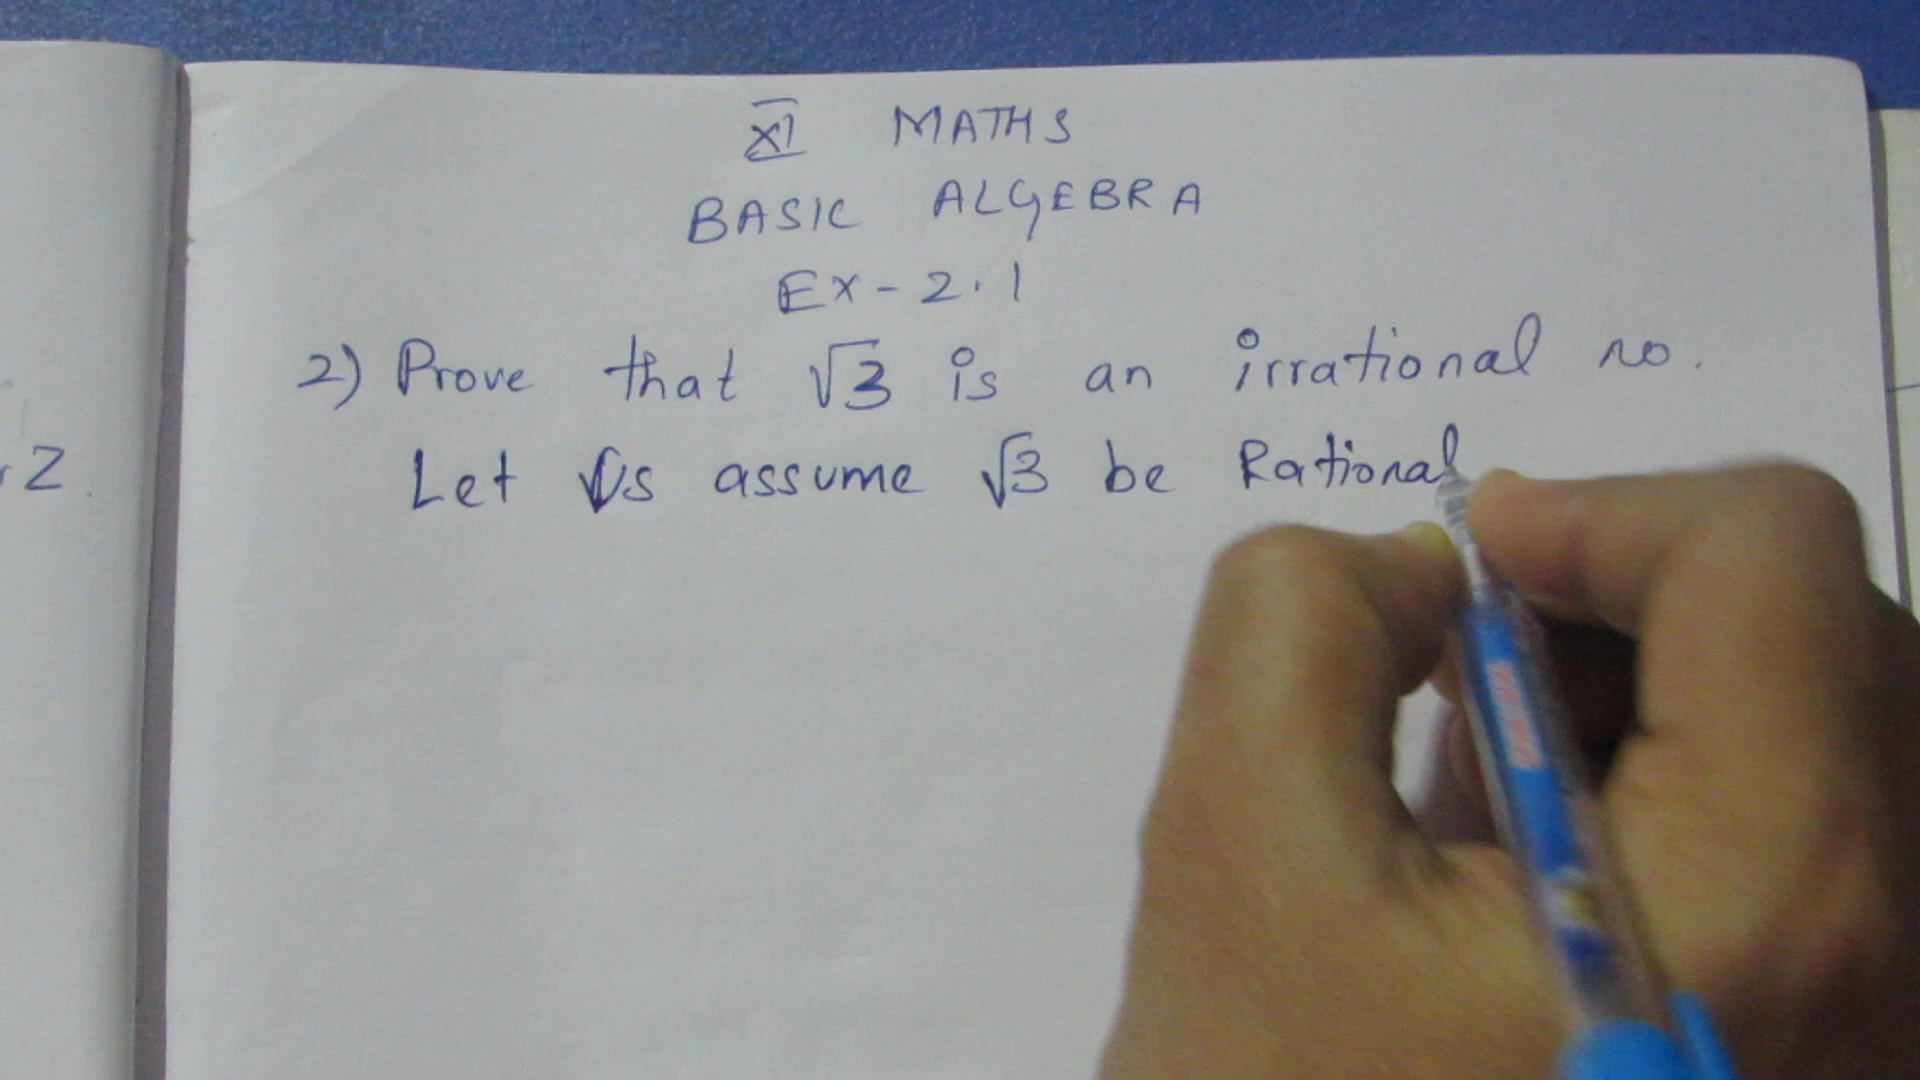 XI MATHS
BASIC ALGEBRA
Ex - 2.1
2) Prove that √3 is an irrational no.
Let Us assume √3 be Rational
2